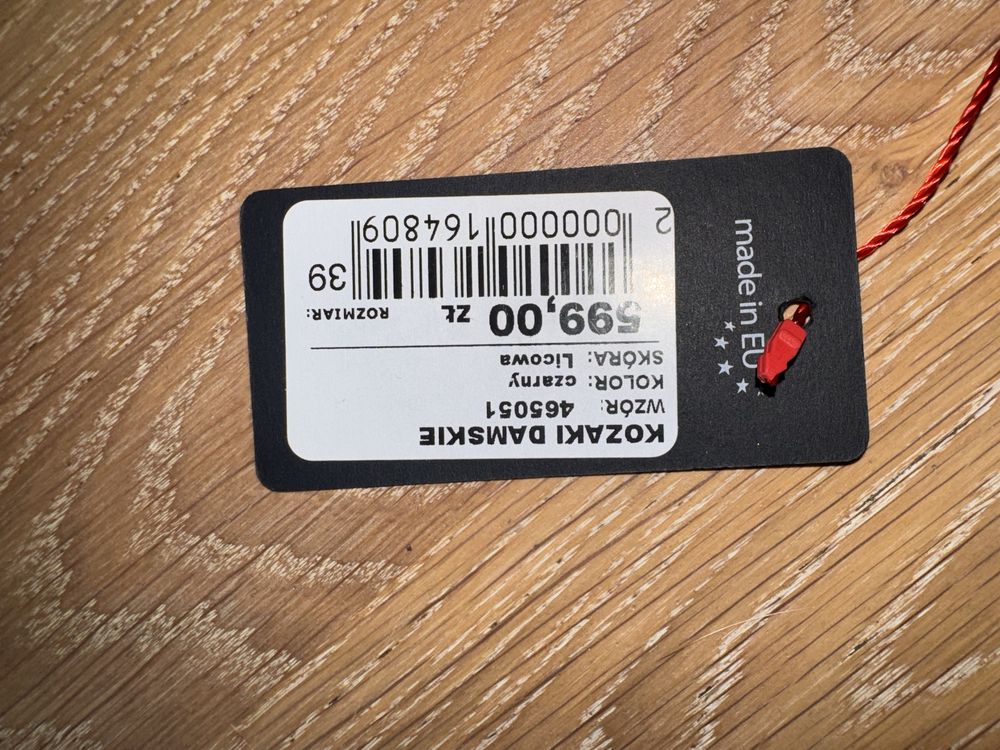 KOZAKI DAMSKIE
WZÓR: 465051
KOLOR: czarny
SKÓRA: Licowa
599,00 ZŁ ROZMIAR:
39
2 000000 164809
made in EU